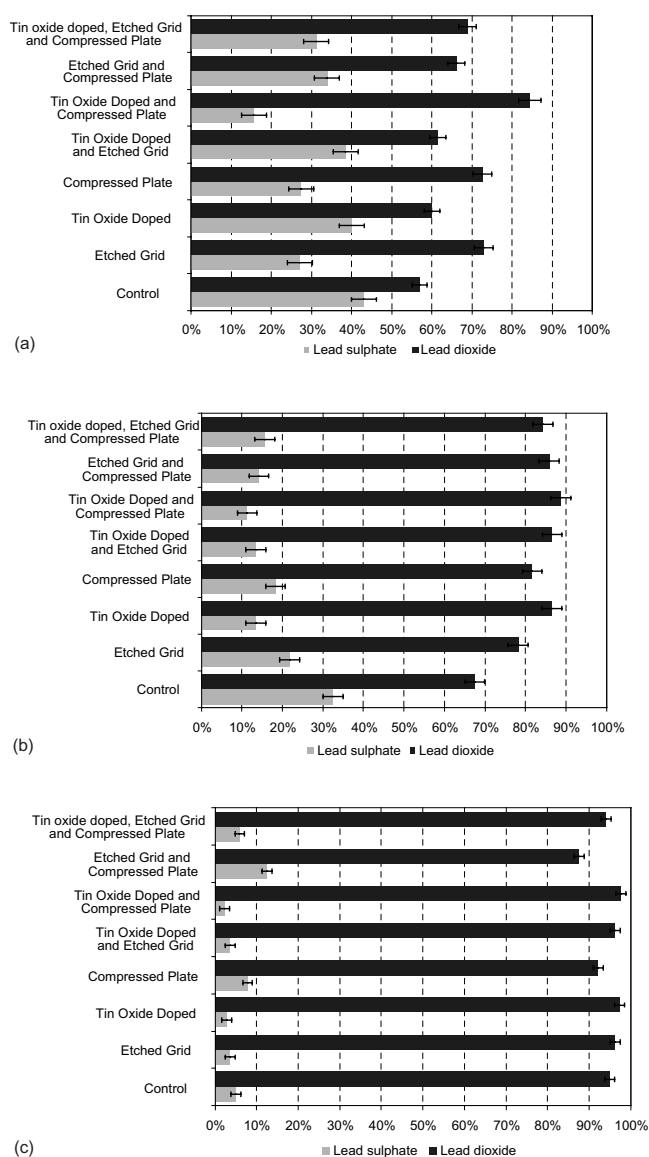 Tin oxide doped, Etched Grid
and Compressed Plate
Etched Grid and
Compressed Plate
Tin Oxide Doped and
Compressed Plate
Tin Oxide Doped
and Etched Grid
Compressed Plate
Tin Oxide Doped
Etched Grid
Control
0% 10% 20% 30% 40% 50% 60% 70% 80% 90% 100%
(a)
Lead sulphate Lead dioxide
Tin oxide doped, Etched Grid
and Compressed Plate
Etched Grid and
Compressed Plate
Tin Oxide Doped and
Compressed Plate
Tin Oxide Doped
and Etched Grid
Compressed Plate
Tin Oxide Doped
Etched Grid
Control
0% 10% 20% 30% 40% 50% 60% 70% 80% 90% 100%
(b)
Lead sulphate Lead dioxide
Tin oxide doped, Etched Grid
and Compressed Plate
Etched Grid and
Compressed Plate
Tin Oxide Doped and
Compressed Plate
Tin Oxide Doped
and Etched Grid
Compressed Plate
Tin Oxide Doped
Etched Grid
Control
0% 10% 20% 30% 40% 50% 60% 70% 80% 90% 100%
(c)
Lead sulphate Lead dioxide